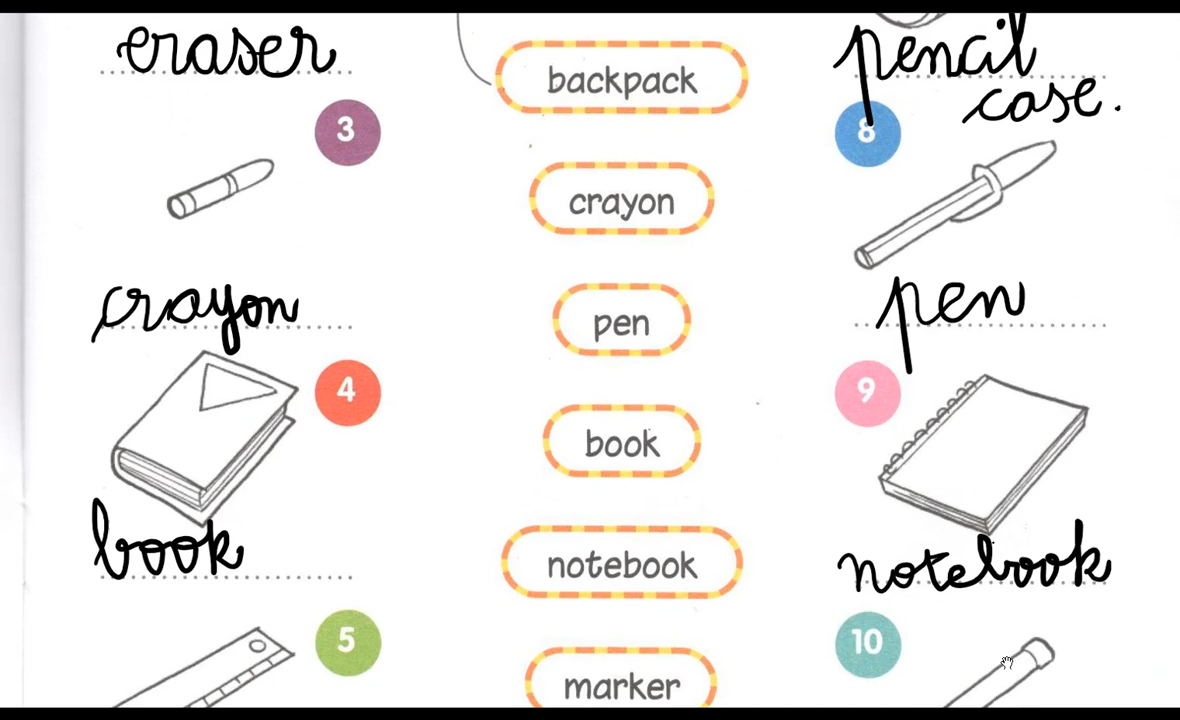 eraser
3
crayon
4
book
5
backpack
crayon
pen
book
notebook
marker
pencil
case.
8
pen
9
notebook
10